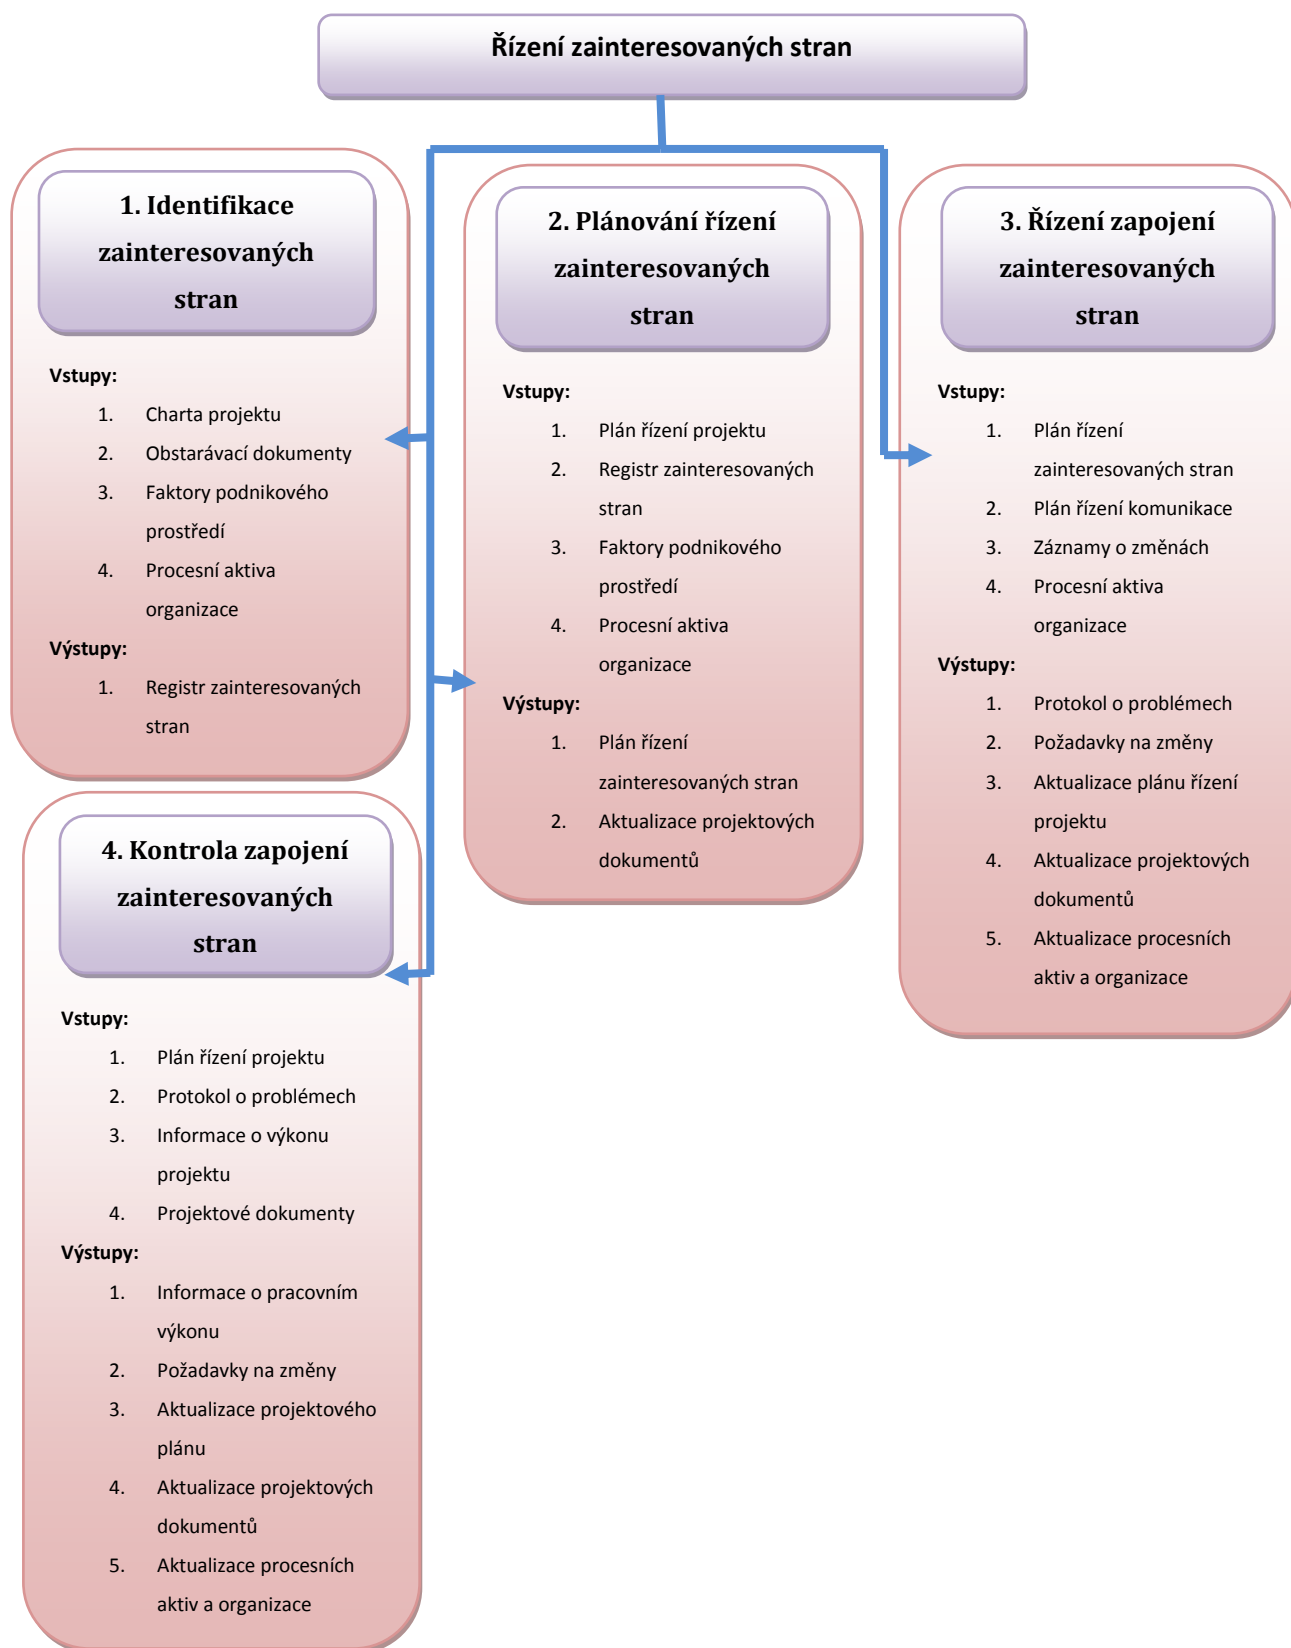 Řízení zainteresovaných stran
1. Identifikace
zainteresovaných
stran
Vstupy:
1. Charta projektu
2. Obstarávací dokumenty
3. Faktory podnikového
prostředí
4. Procesní aktiva
organizace
Výstupy:
1. Registr zainteresovaných
stran
2. Plánování řízení
zainteresovaných
stran
Vstupy:
1. Plán řízení projektu
2. Registr zainteresovaných
stran
3. Faktory podnikového
prostředí
4. Procesní aktiva
organizace
Výstupy:
1. Plán řízení
zainteresovaných stran
2. Aktualizace projektových
dokumentů
3. Řízení zapojení
zainteresovaných
stran
Vstupy:
1. Plán řízení
zainteresovaných stran
2. Plán řízení komunikace
3. Záznamy o změnách
4. Procesní aktiva
organizace
Výstupy:
1. Protokol o problémech
2. Požadavky na změny
3. Aktualizace plánu řízení
projektu
4. Aktualizace projektových
dokumentů
5. Aktualizace procesních
aktiv a organizace
4. Kontrola zapojení
zainteresovaných
stran
Vstupy:
1. Plán řízení projektu
2. Protokol o problémech
3. Informace o výkonu
projektu
4. Projektové dokumenty
Výstupy:
1. Informace o pracovním
výkonu
2. Požadavky na změny
3. Aktualizace projektového
plánu
4. Aktualizace projektových
dokumentů
5. Aktualizace procesních
aktiv a organizace